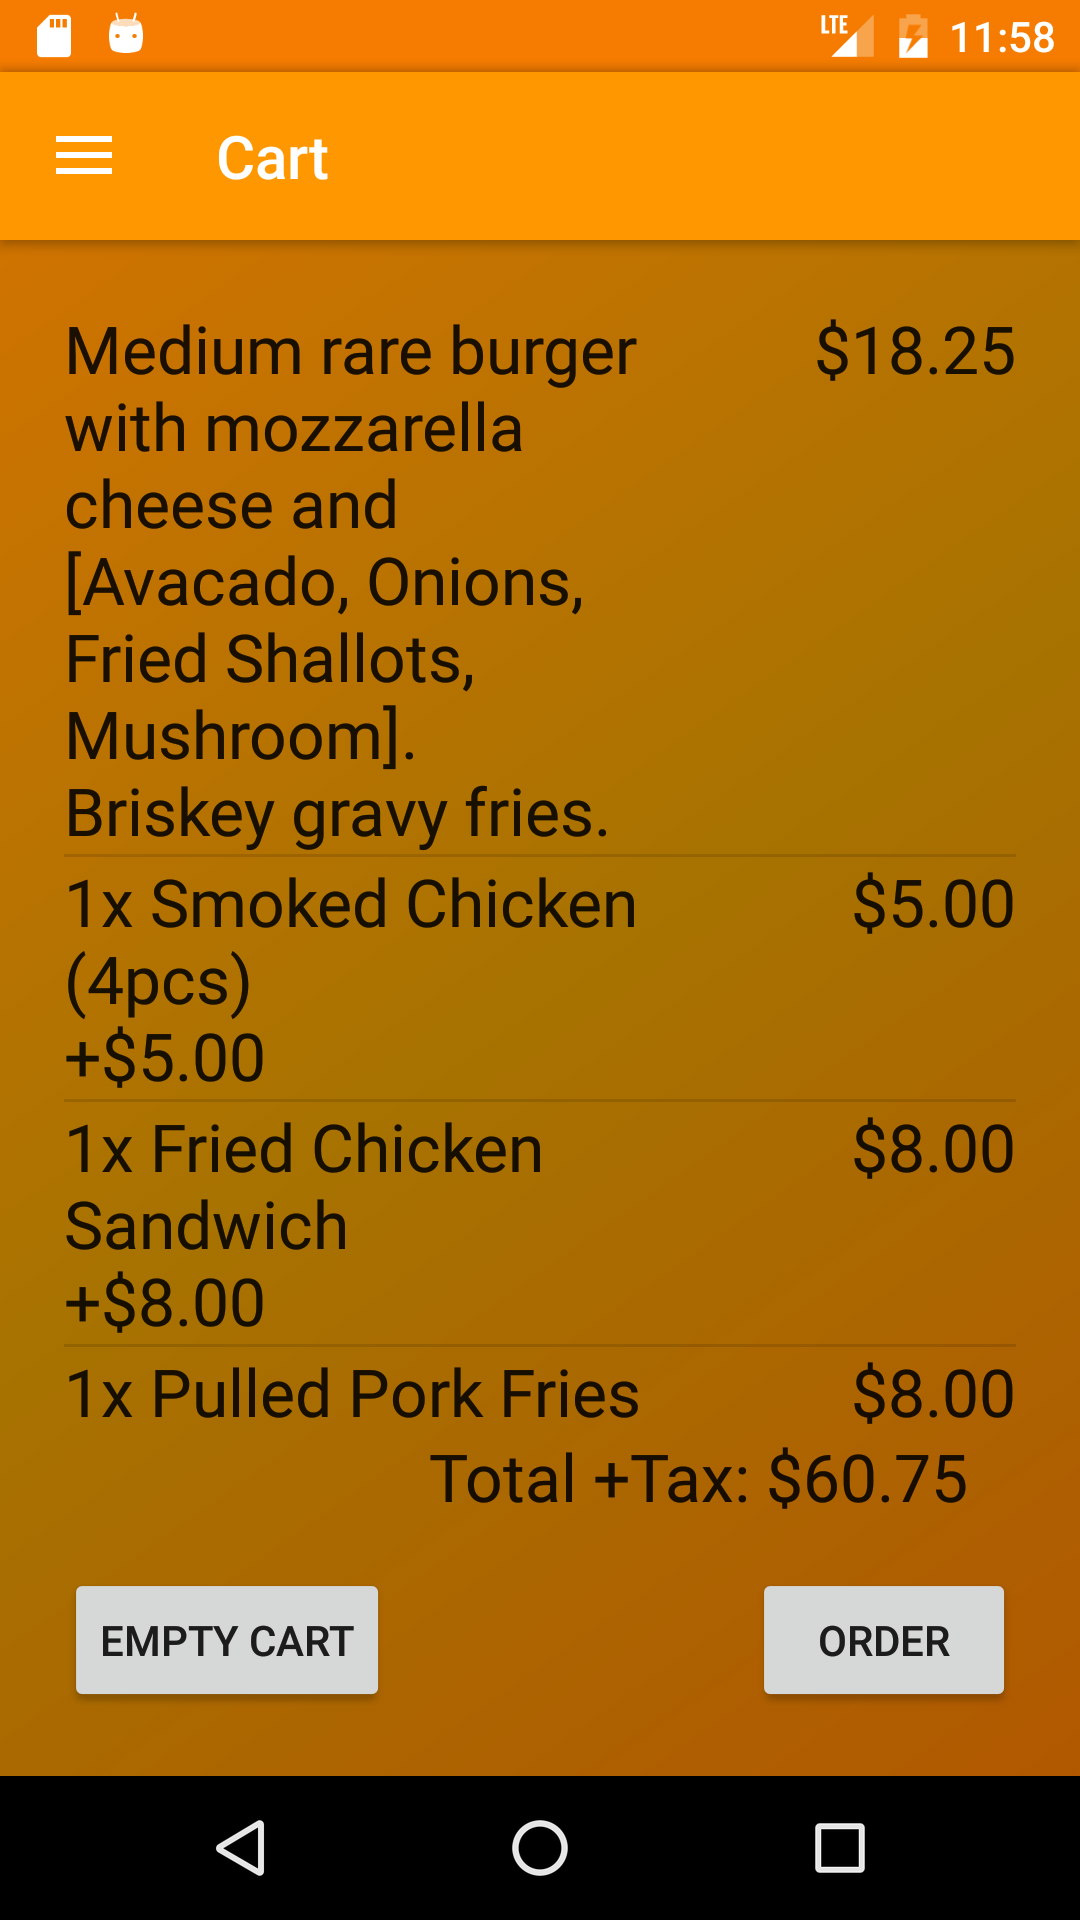 LTE 11:58
Cart
Medium rare burger $18.25
with mozzarella
cheese and
[Avacado, Onions,
Fried Shallots,
Mushroom].
Briskey gravy fries.
1x Smoked Chicken $5.00
(4pcs)
+$5.00
1x Fried Chicken $8.00
Sandwich
+$8.00
1x Pulled Pork Fries $8.00
Total +Tax: $60.75
EMPTY CART ORDER